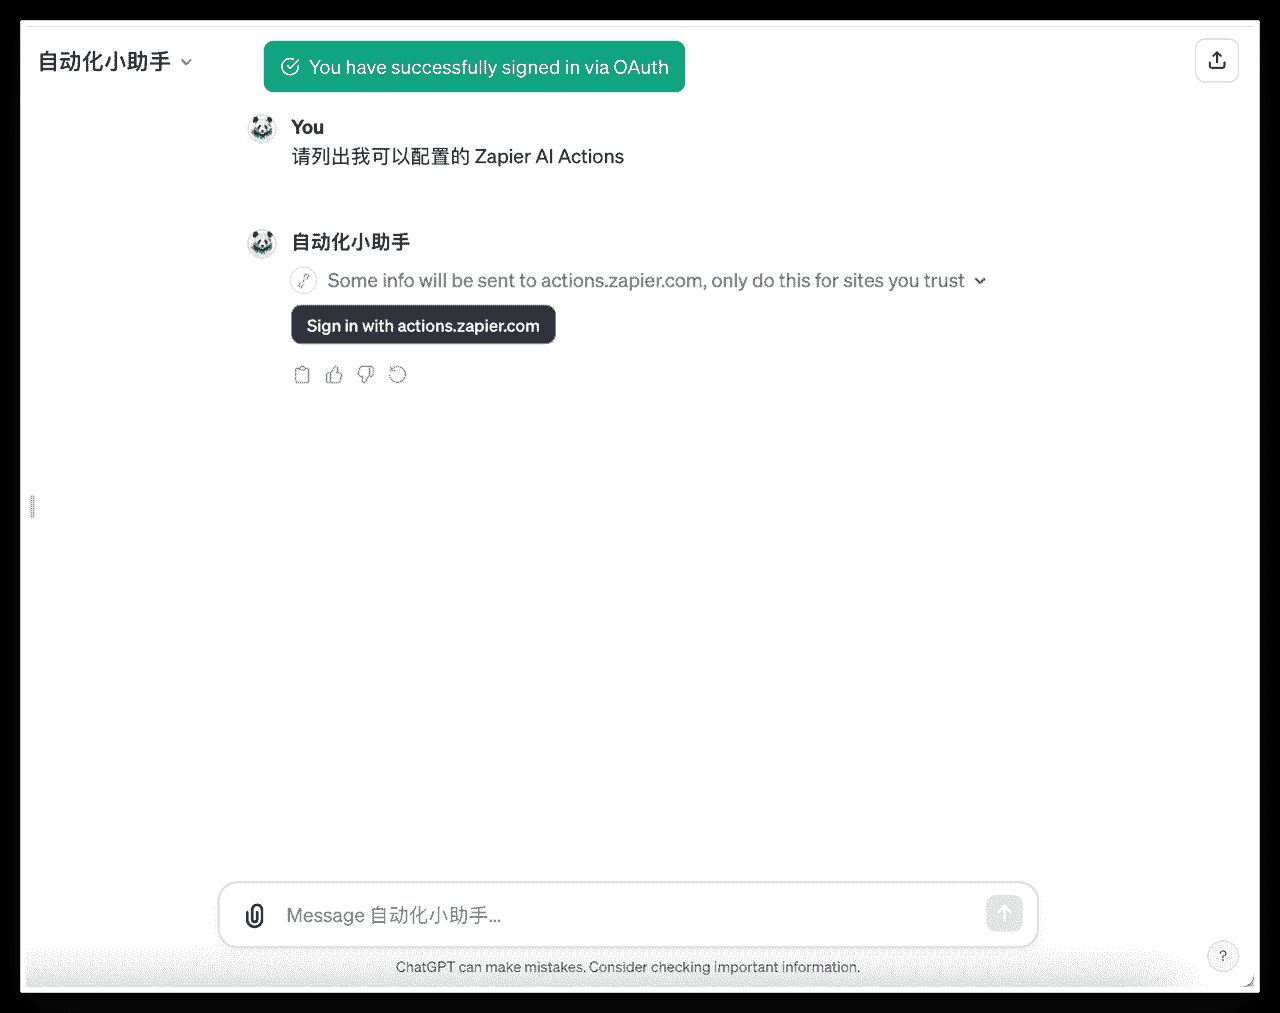 自动化小助手
You have successfully signed in via OAuth
You
请列出我可以配置的 Zapier AI Actions
自动化小助手
Some info will be sent to actions.zapier.com, only do this for sites you trust
Sign in with actions.zapier.com
Message 自动化小助手...
ChatGPT can make mistakes. Consider checking important information.
?